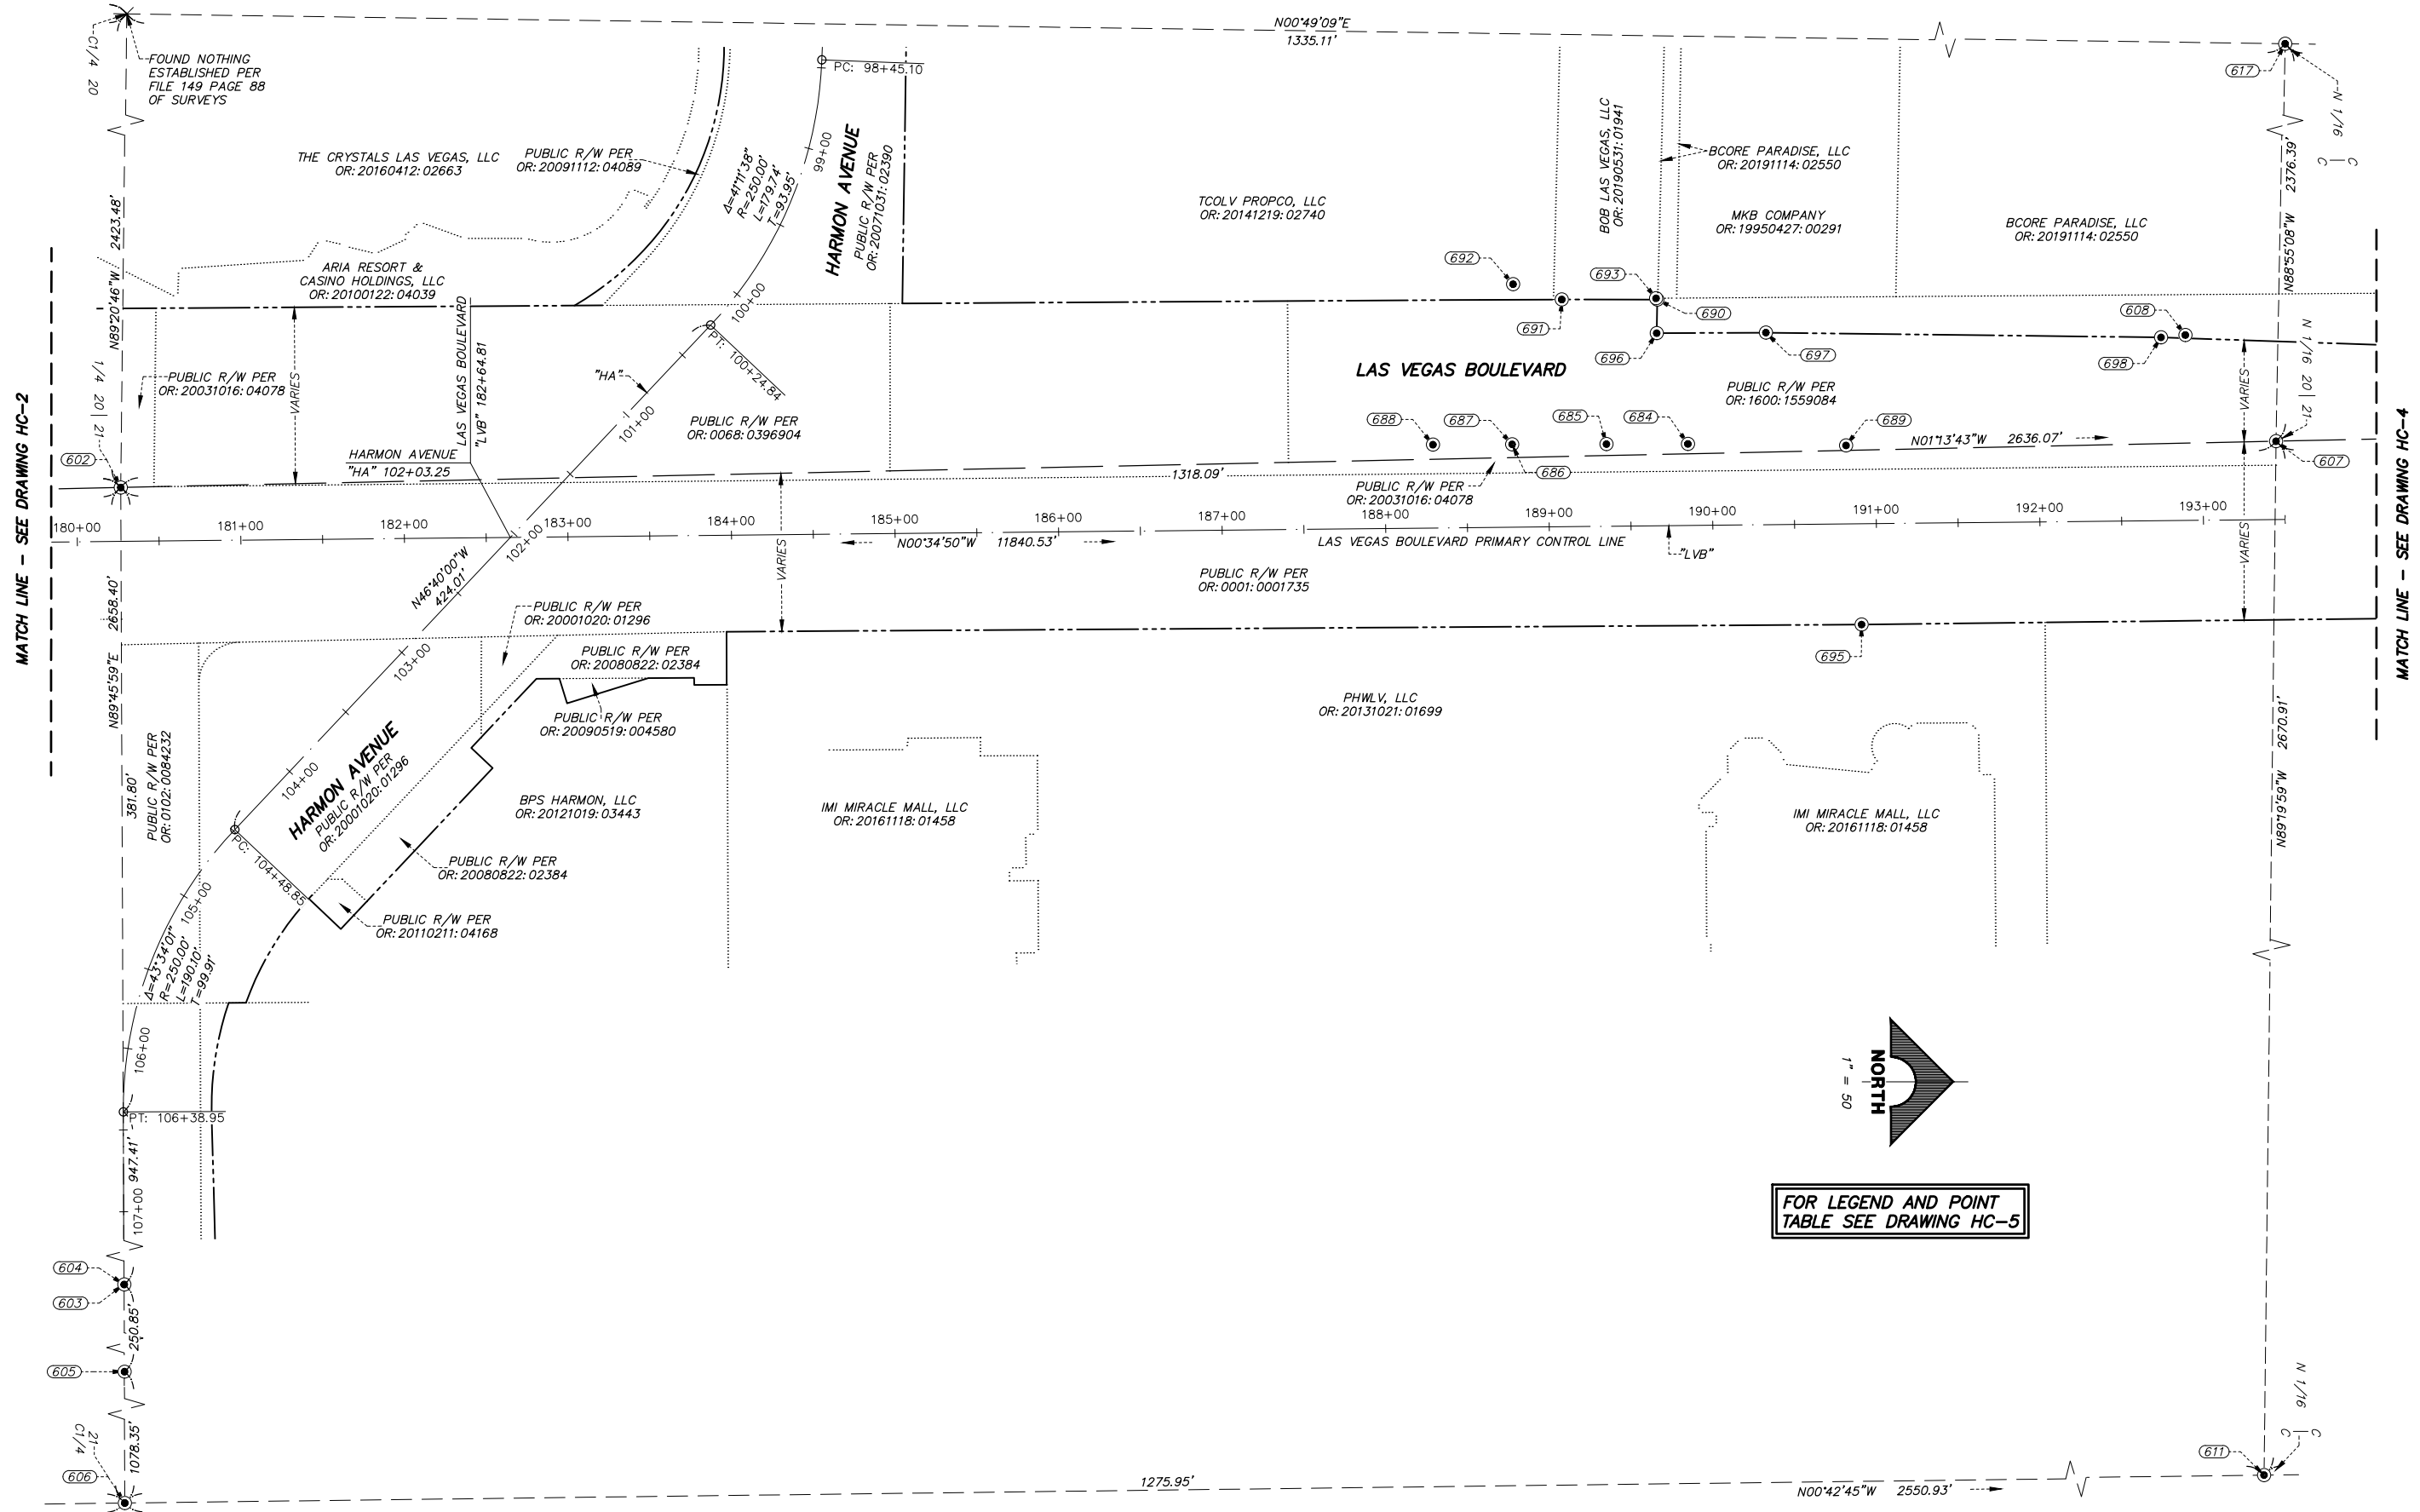 N00°49'09"E
1335.11'
C1/4 20
FOUND NOTHING
ESTABLISHED PER
FILE 149 PAGE 88
OF SURVEYS
PC: 98+45.10
617
N 1/16
C
C
THE CRYSTALS LAS VEGAS, LLC
OR: 20160412: 02663
PUBLIC R/W PER
OR: 20091112: 04089
Δ=41°11'38"
R=250.00'
L=179.74'
T=93.95'
99+00
HARMON AVENUE
PUBLIC R/W PER
OR: 20071031: 02390
TCOLV PROPCO, LLC
OR: 20141219: 02740
BOB LAS VEGAS, LLC
OR: 20190531: 01941
BCORE PARADISE, LLC
OR: 20191114: 02550
MKB COMPANY
OR: 19950427: 00291
BCORE PARADISE, LLC
OR: 20191114: 02550
N88°55'08"W 2376.39'
N89°20'46"W 2423.48'
ARIA RESORT &
CASINO HOLDINGS, LLC
OR: 20100122: 04039
692
693
691
690
696
697
608
698
100+00
PT: 100+24.84
LAS VEGAS BOULEVARD
"LVB" 182+64.81
"HA"
101+00
VARIES
PUBLIC R/W PER
OR: 20031016: 04078
1/4 20 | 21
602
HARMON AVENUE
"HA" 102+03.25
PUBLIC R/W PER
OR: 0068: 0396904
LAS VEGAS BOULEVARD
PUBLIC R/W PER
OR: 1600: 1559084
688
687
685
684
689
686
N01°13'43"W 2636.07'
VARIES
N 1/16 20 | 21
607
1318.09'
PUBLIC R/W PER
OR: 20031016: 04078
MATCH LINE - SEE DRAWING HC-2
MATCH LINE - SEE DRAWING HC-4
180+00
181+00
182+00
183+00
184+00
185+00
186+00
187+00
188+00
189+00
190+00
191+00
192+00
193+00
102+00
N00°34'50"W 11840.53'
LAS VEGAS BOULEVARD PRIMARY CONTROL LINE
"LVB"
VARIES
VARIES
N46°40'00"W
424.01'
PUBLIC R/W PER
OR: 0001: 0001735
N89°45'59"E 2658.40'
PUBLIC R/W PER
OR: 20001020: 01296
103+00
PUBLIC R/W PER
OR: 20080822: 02384
695
PUBLIC R/W PER
OR: 20090519: 004580
PHWLV, LLC
OR: 20131021: 01699
381.80'
PUBLIC R/W PER
OR: 0102: 0084232
104+00
HARMON AVENUE
PUBLIC R/W PER
OR: 20001020: 01296
BPS HARMON, LLC
OR: 20121019: 03443
IMI MIRACLE MALL, LLC
OR: 20161118: 01458
IMI MIRACLE MALL, LLC
OR: 20161118: 01458
N89°19'59"W 2670.91'
PC: 104+48.85
PUBLIC R/W PER
OR: 20080822: 02384
105+00
PUBLIC R/W PER
OR: 20110211: 04168
Δ=43°34'01"
R=250.00'
L=190.10'
T=99.91'
106+00
PT: 106+38.95
NORTH
1" = 50
947.41'
107+00
FOR LEGEND AND POINT
TABLE SEE DRAWING HC-5
604
603
250.85'
605
21
C1/4
1078.35'
606
N 1/16
C
C
611
1275.95'
N00°42'45"W 2550.93'